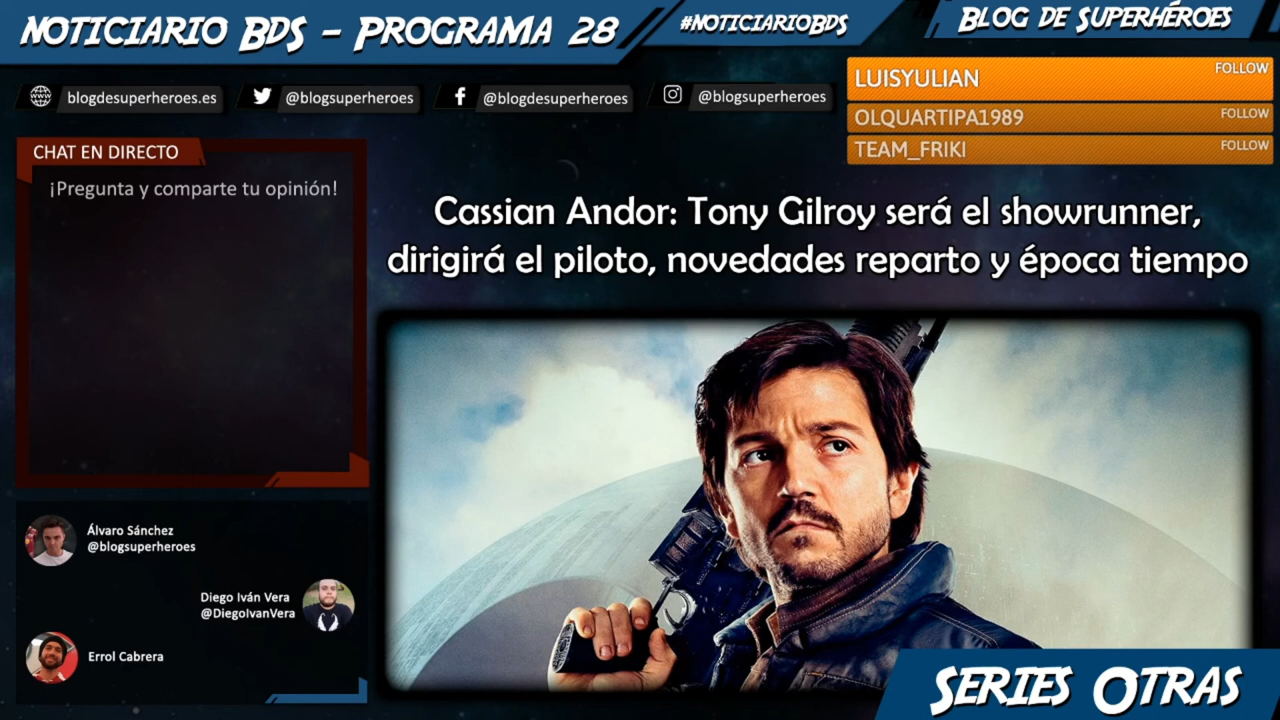 NOTICIARIO BDS - PROGRAMA 28
#NOTICIARIOBDS
BLOG DE SUPERHÉROES
www
blogdesuperheroes.es
@blogsuperheroes
@blogdesuperheroes
@blogsuperheroes
LUISYULIAN
FOLLOW
OLQUARTIPA1989
FOLLOW
TEAM_FRIKI
FOLLOW
CHAT EN DIRECTO
¡Pregunta y comparte tu opinión!
Cassian Andor: Tony Gilroy será el showrunner,
dirigirá el piloto, novedades reparto y época tiempo
Álvaro Sánchez
@blogsuperheroes
Diego Iván Vera
@DiegoIvanVera
Errol Cabrera
SERIES OTRAS